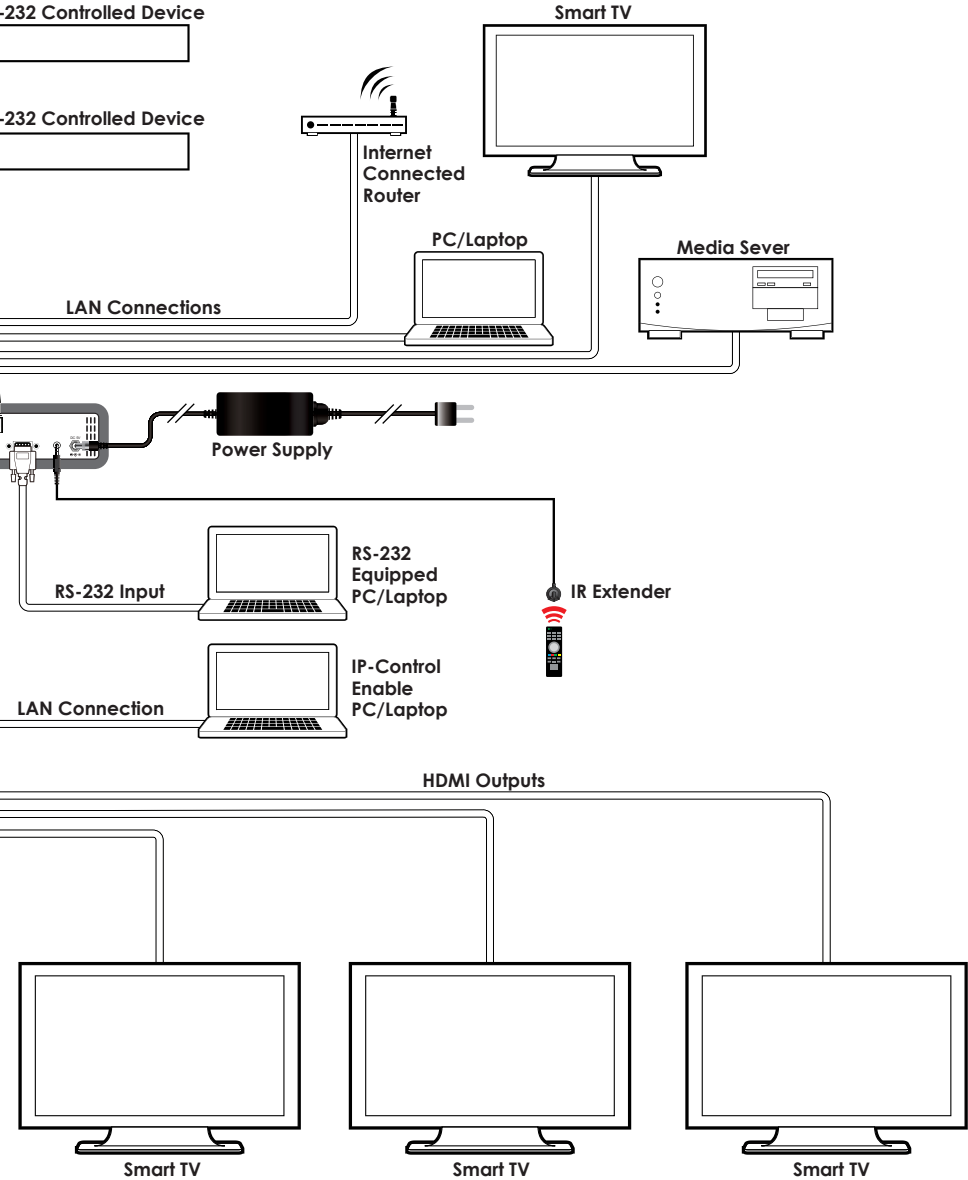 -232 Controlled Device
Smart TV
-232 Controlled Device
Internet
Connected
Router
PC/Laptop
Media Sever
LAN Connections
Power Supply
RS-232
Equipped
PC/Laptop
RS-232 Input
IR Extender
IP-Control
Enable
PC/Laptop
LAN Connection
HDMI Outputs
Smart TV
Smart TV
Smart TV